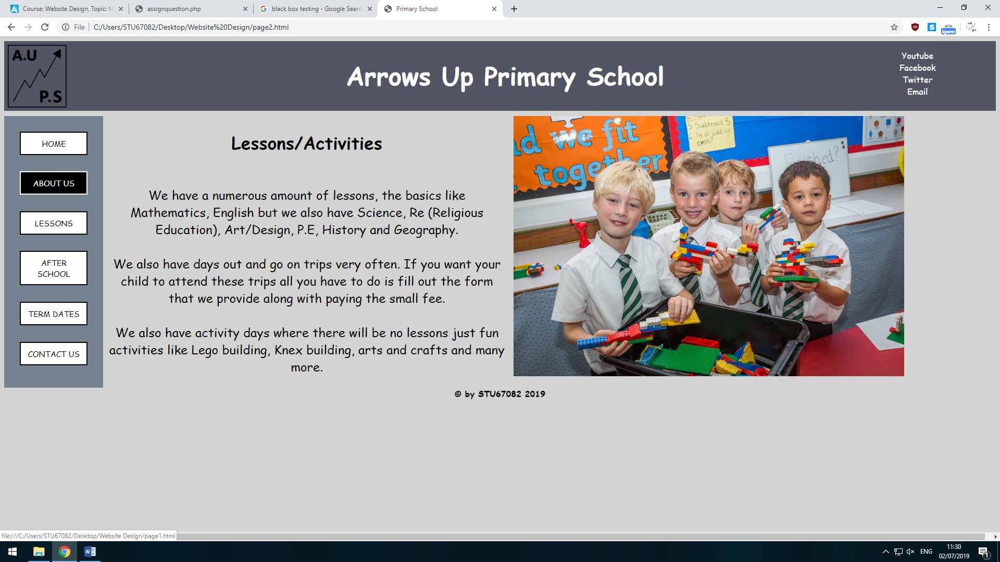 Course: Website Design, Topic: M
assignquestion.php
black box testing - Google Searc
Primary School
File
C:/Users/STU67082/Desktop/Website%20Design/page2.html
igure
A.U
P.S
Arrows Up Primary School
Youtube
Facebook
Twitter
Email
HOME
ABOUT US
LESSONS
AFTER
SCHOOL
TERM DATES
CONTACT US
Lessons/Activities
We have a numerous amount of lessons, the basics like
Mathematics, English but we also have Science, Re (Religious
Education), Art/Design, P.E, History and Geography.
We also have days out and go on trips very often. If you want your
child to attend these trips all you have to do is fill out the form
that we provide along with paying the small fee.
We also have activity days where there will be no lessons just fun
activities like Lego building, Knex building, arts and crafts and many
more.
we fit
together
5. Subtract 5
6. Is it odd or
even?
Finished?
© by STU67082 2019
file:///C:/Users/STU67082/Desktop/Website Design/page1.html
ENG
11:30
02/07/2019
1